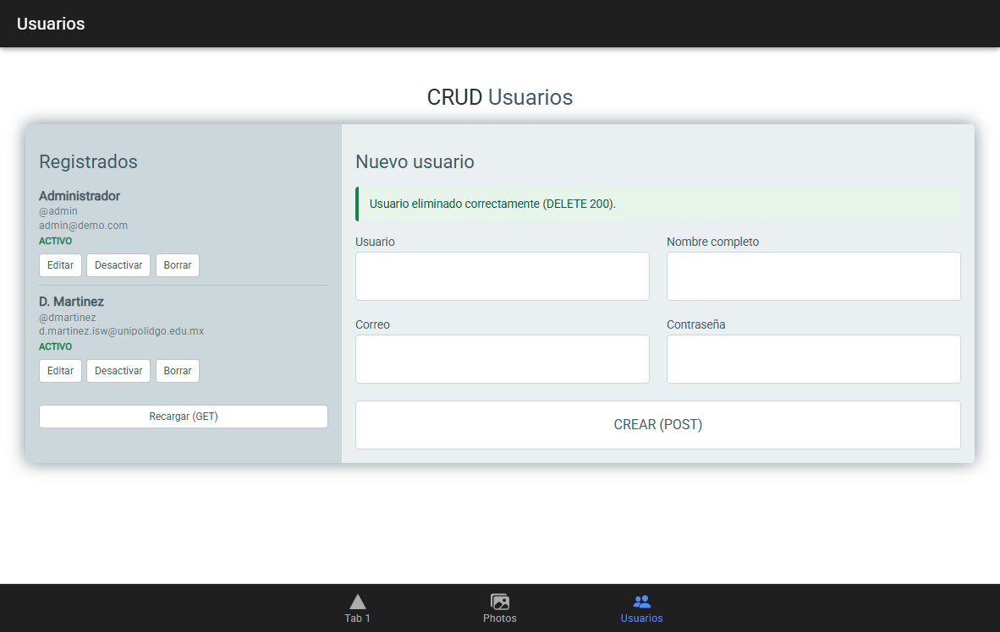 Usuarios
CRUD Usuarios
Registrados
Administrador
@admin
admin@demo.com
ACTIVO
Editar Desactivar Borrar
D. Martinez
@dmartinez
d.martinez.isw@unipolidgo.edu.mx
ACTIVO
Editar Desactivar Borrar
Recargar (GET)
Nuevo usuario
Usuario eliminado correctamente (DELETE 200).
Usuario Nombre completo
Correo Contraseña
CREAR (POST)
Tab 1 Photos Usuarios